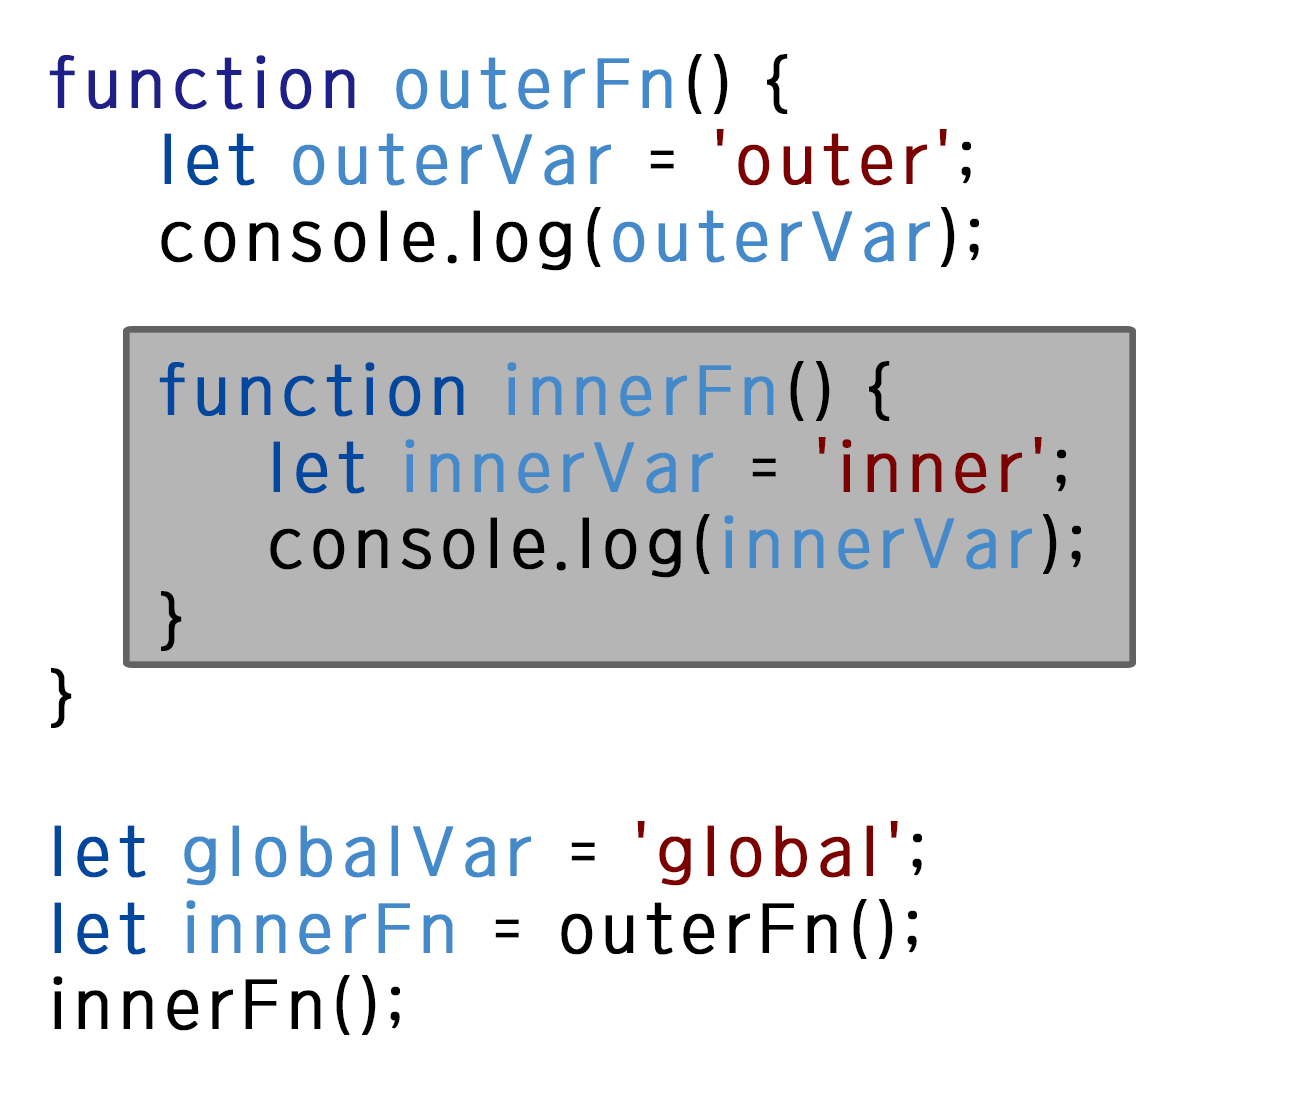 function outerFn() {
let outerVar = 'outer';
console.log(outerVar);
function innerFn() {
let innerVar = 'inner';
console.log(innerVar);
}
}
let globalVar = 'global';
let innerFn = outerFn();
innerFn();